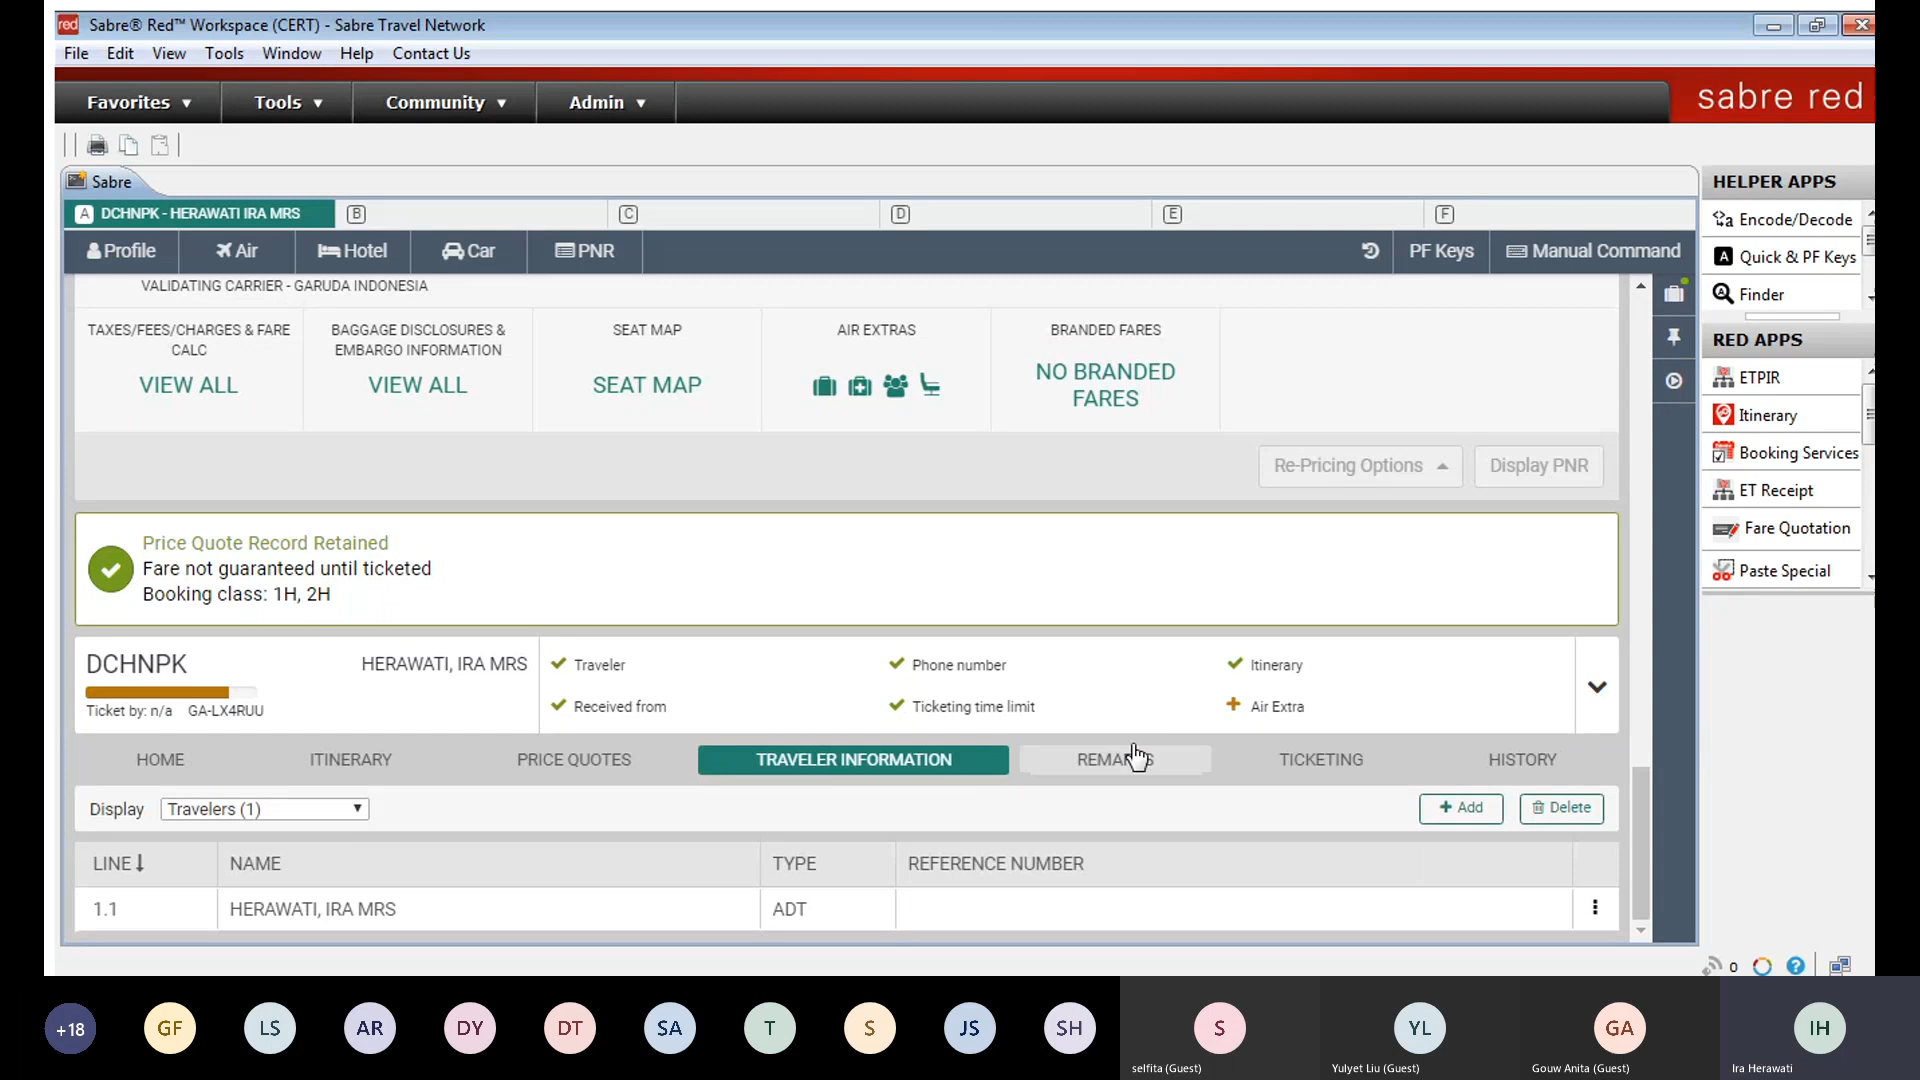 red Sabre® Red™ Workspace (CERT) - Sabre Travel Network
File Edit View Tools Window Help Contact Us
Favorites ▼ Tools ▼ Community ▼ Admin ▼
sabre red
Sabre
A DCHNPK - HERAWATI IRA MRS B C D E F
Profile Air Hotel Car PNR PF Keys Manual Command
VALIDATING CARRIER - GARUDA INDONESIA
TAXES/FEES/CHARGES & FARE
CALC
VIEW ALL
BAGGAGE DISCLOSURES &
EMBARGO INFORMATION
VIEW ALL
SEAT MAP
SEAT MAP
AIR EXTRAS
BRANDED FARES
NO BRANDED
FARES
Re-Pricing Options Display PNR
Price Quote Record Retained
Fare not guaranteed until ticketed
Booking class: 1H, 2H
DCHNPK HERAWATI, IRA MRS
Ticket by: n/a GA-LX4RUU
Traveler Phone number Itinerary
Received from Ticketing time limit Air Extra
HOME ITINERARY PRICE QUOTES TRAVELER INFORMATION REMARKS TICKETING HISTORY
Display Travelers (1) + Add Delete
LINE NAME TYPE REFERENCE NUMBER
1.1 HERAWATI, IRA MRS ADT
HELPER APPS
Encode/Decode
A Quick & PF Keys
Finder
RED APPS
ETPIR
Itinerary
Booking Services
ET Receipt
Fare Quotation
Paste Special
0 ?
+18 GF LS AR DY DT SA T S JS SH S YL GA IH
selfita (Guest) Yulyet Liu (Guest) Gouw Anita (Guest) Ira Herawati